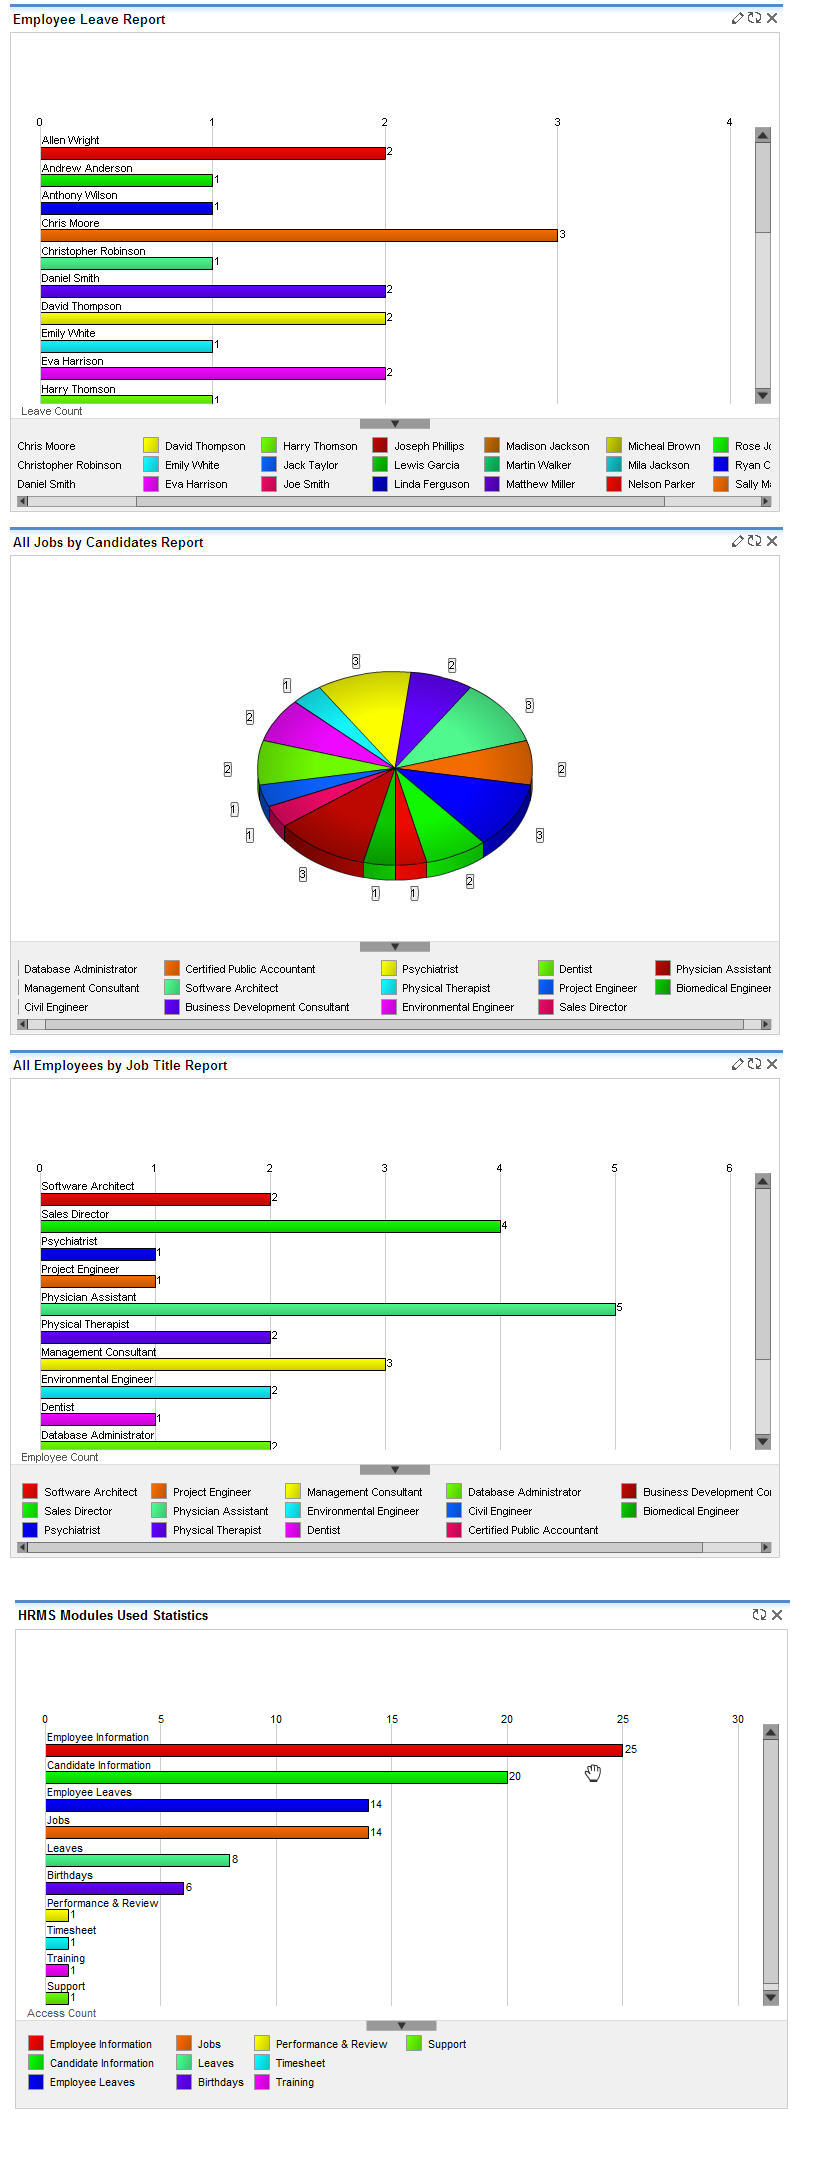 Employee Leave Report
0 1 2 3 4
Allen Wright
2
Andrew Anderson
1
Anthony Wilson
1
Chris Moore
3
Christopher Robinson
1
Daniel Smith
2
David Thompson
2
Emily White
1
Eva Harrison
2
Harry Thomson
1
Leave Count
Chris Moore David Thompson Harry Thomson Joseph Phillips Madison Jackson Micheal Brown Rose
Christopher Robinson Emily White Jack Taylor Lewis Garcia Martin Walker Mila Jackson Ryan
Daniel Smith Eva Harrison Joe Smith Linda Ferguson Matthew Miller Nelson Parker Sally
All Jobs by Candidates Report
3
2
1
3
2
2
2
1
1
3
3
2
1
1
Database Administrator Certified Public Accountant Psychiatrist Dentist Physician Assistant
Management Consultant Software Architect Physical Therapist Project Engineer Biomedical Engineer
Civil Engineer Business Development Consultant Environmental Engineer Sales Director
All Employees by Job Title Report
0 1 2 3 4 5 6
Software Architect
2
Sales Director
4
Psychiatrist
1
Project Engineer
1
Physician Assistant
5
Physical Therapist
2
Management Consultant
3
Environmental Engineer
2
Dentist
1
Database Administrator
2
Employee Count
Software Architect Project Engineer Management Consultant Database Administrator Business Development
Sales Director Physician Assistant Environmental Engineer Civil Engineer Biomedical Engineer
Psychiatrist Physical Therapist Dentist Certified Public Accountant
HRMS Modules Used Statistics
0 5 10 15 20 25 30
Employee Information
25
Candidate Information
20
Employee Leaves
14
Jobs
14
Leaves
8
Birthdays
6
Performance & Review
1
Timesheet
1
Training
1
Support
1
Access Count
Employee Information Jobs Performance & Review Support
Candidate Information Leaves Timesheet
Employee Leaves Birthdays Training